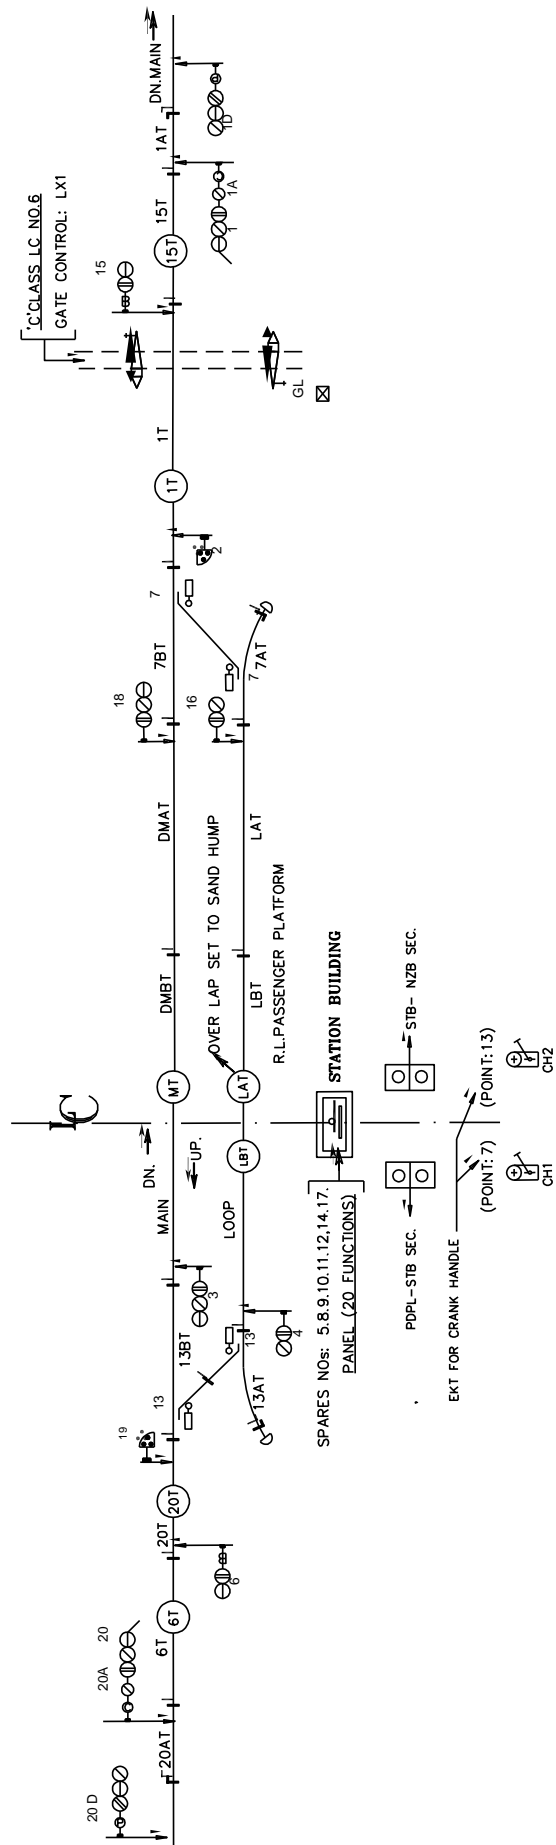 DN.MAIN
1D
1AT
1A
1
15T
15T
'C'CLASS LC NO.6
GATE CONTROL: LX1
15
GL
1T
1T
2
7
7BT
7AT
7
18
16
DMAT
LAT
OVER LAP SET TO SAND HUMP
R.L.PASSENGER PLATFORM
DMBT
LBT
MT
LAT
LBT
STATION BUILDING
STB- NZB SEC.
(POINT:13)
CH2
DN.
UP.
MAIN
LOOP
SPARES NOs: 5.8.9.10.11.12,14.17.
PANEL (20 FUNCTIONS)
PDPL-STB SEC.
(POINT:7)
CH1
EKT FOR CRANK HANDLE
3
4
13BT
13
13
13AT
19
20T
20T
6
6T
6T
20
20A
20AT
20 D